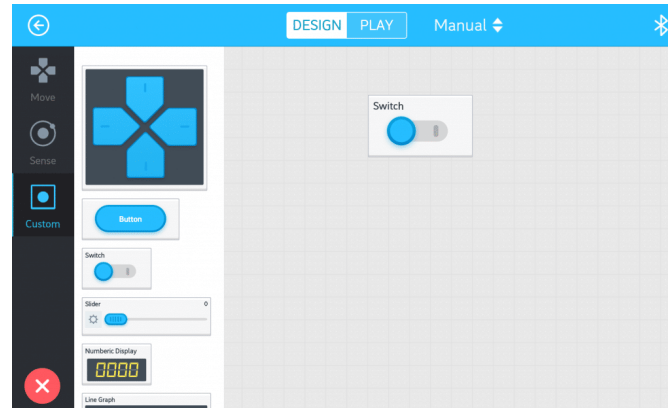 DESIGN PLAY Manual
Move
Sense
Custom
Button
Switch
Slider 0
Numberic Display
0000
Line Graph
Switch